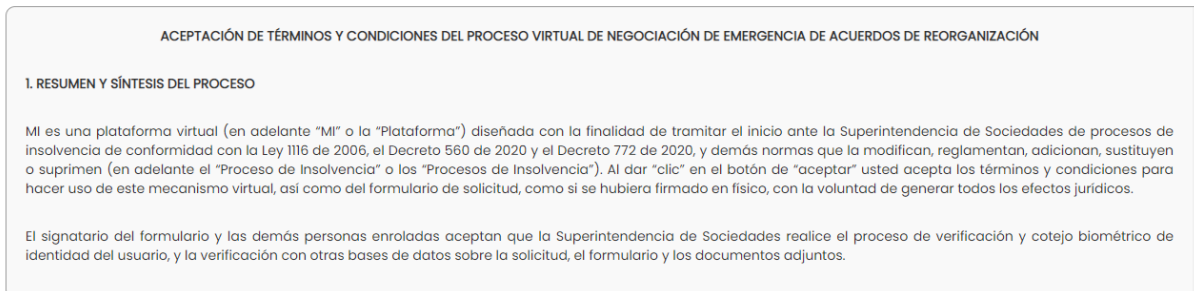 ACEPTACIÓN DE TÉRMINOS Y CONDICIONES DEL PROCESO VIRTUAL DE NEGOCIACIÓN DE EMERGENCIA DE ACUERDOS DE REORGANIZACIÓN
1. RESUMEN Y SÍNTESIS DEL PROCESO
MI es una plataforma virtual (en adelante “MI” o la “Plataforma”) diseñada con la finalidad de tramitar el inicio ante la Superintendencia de Sociedades de procesos de
insolvencia de conformidad con la Ley 1116 de 2006, el Decreto 560 de 2020 y el Decreto 772 de 2020, y demás normas que la modifican, reglamentan, adicionan, sustituyen
o suprimen (en adelante el “Proceso de Insolvencia” o los “Procesos de Insolvencia”). Al dar “clic” en el botón de “aceptar” usted acepta los términos y condiciones para
hacer uso de este mecanismo virtual, así como del formulario de solicitud, como si se hubiera firmado en físico, con la voluntad de generar todos los efectos jurídicos.
El signatario del formulario y las demás personas enroladas aceptan que la Superintendencia de Sociedades realice el proceso de verificación y cotejo biométrico de
identidad del usuario, y la verificación con otras bases de datos sobre la solicitud, el formulario y los documentos adjuntos.